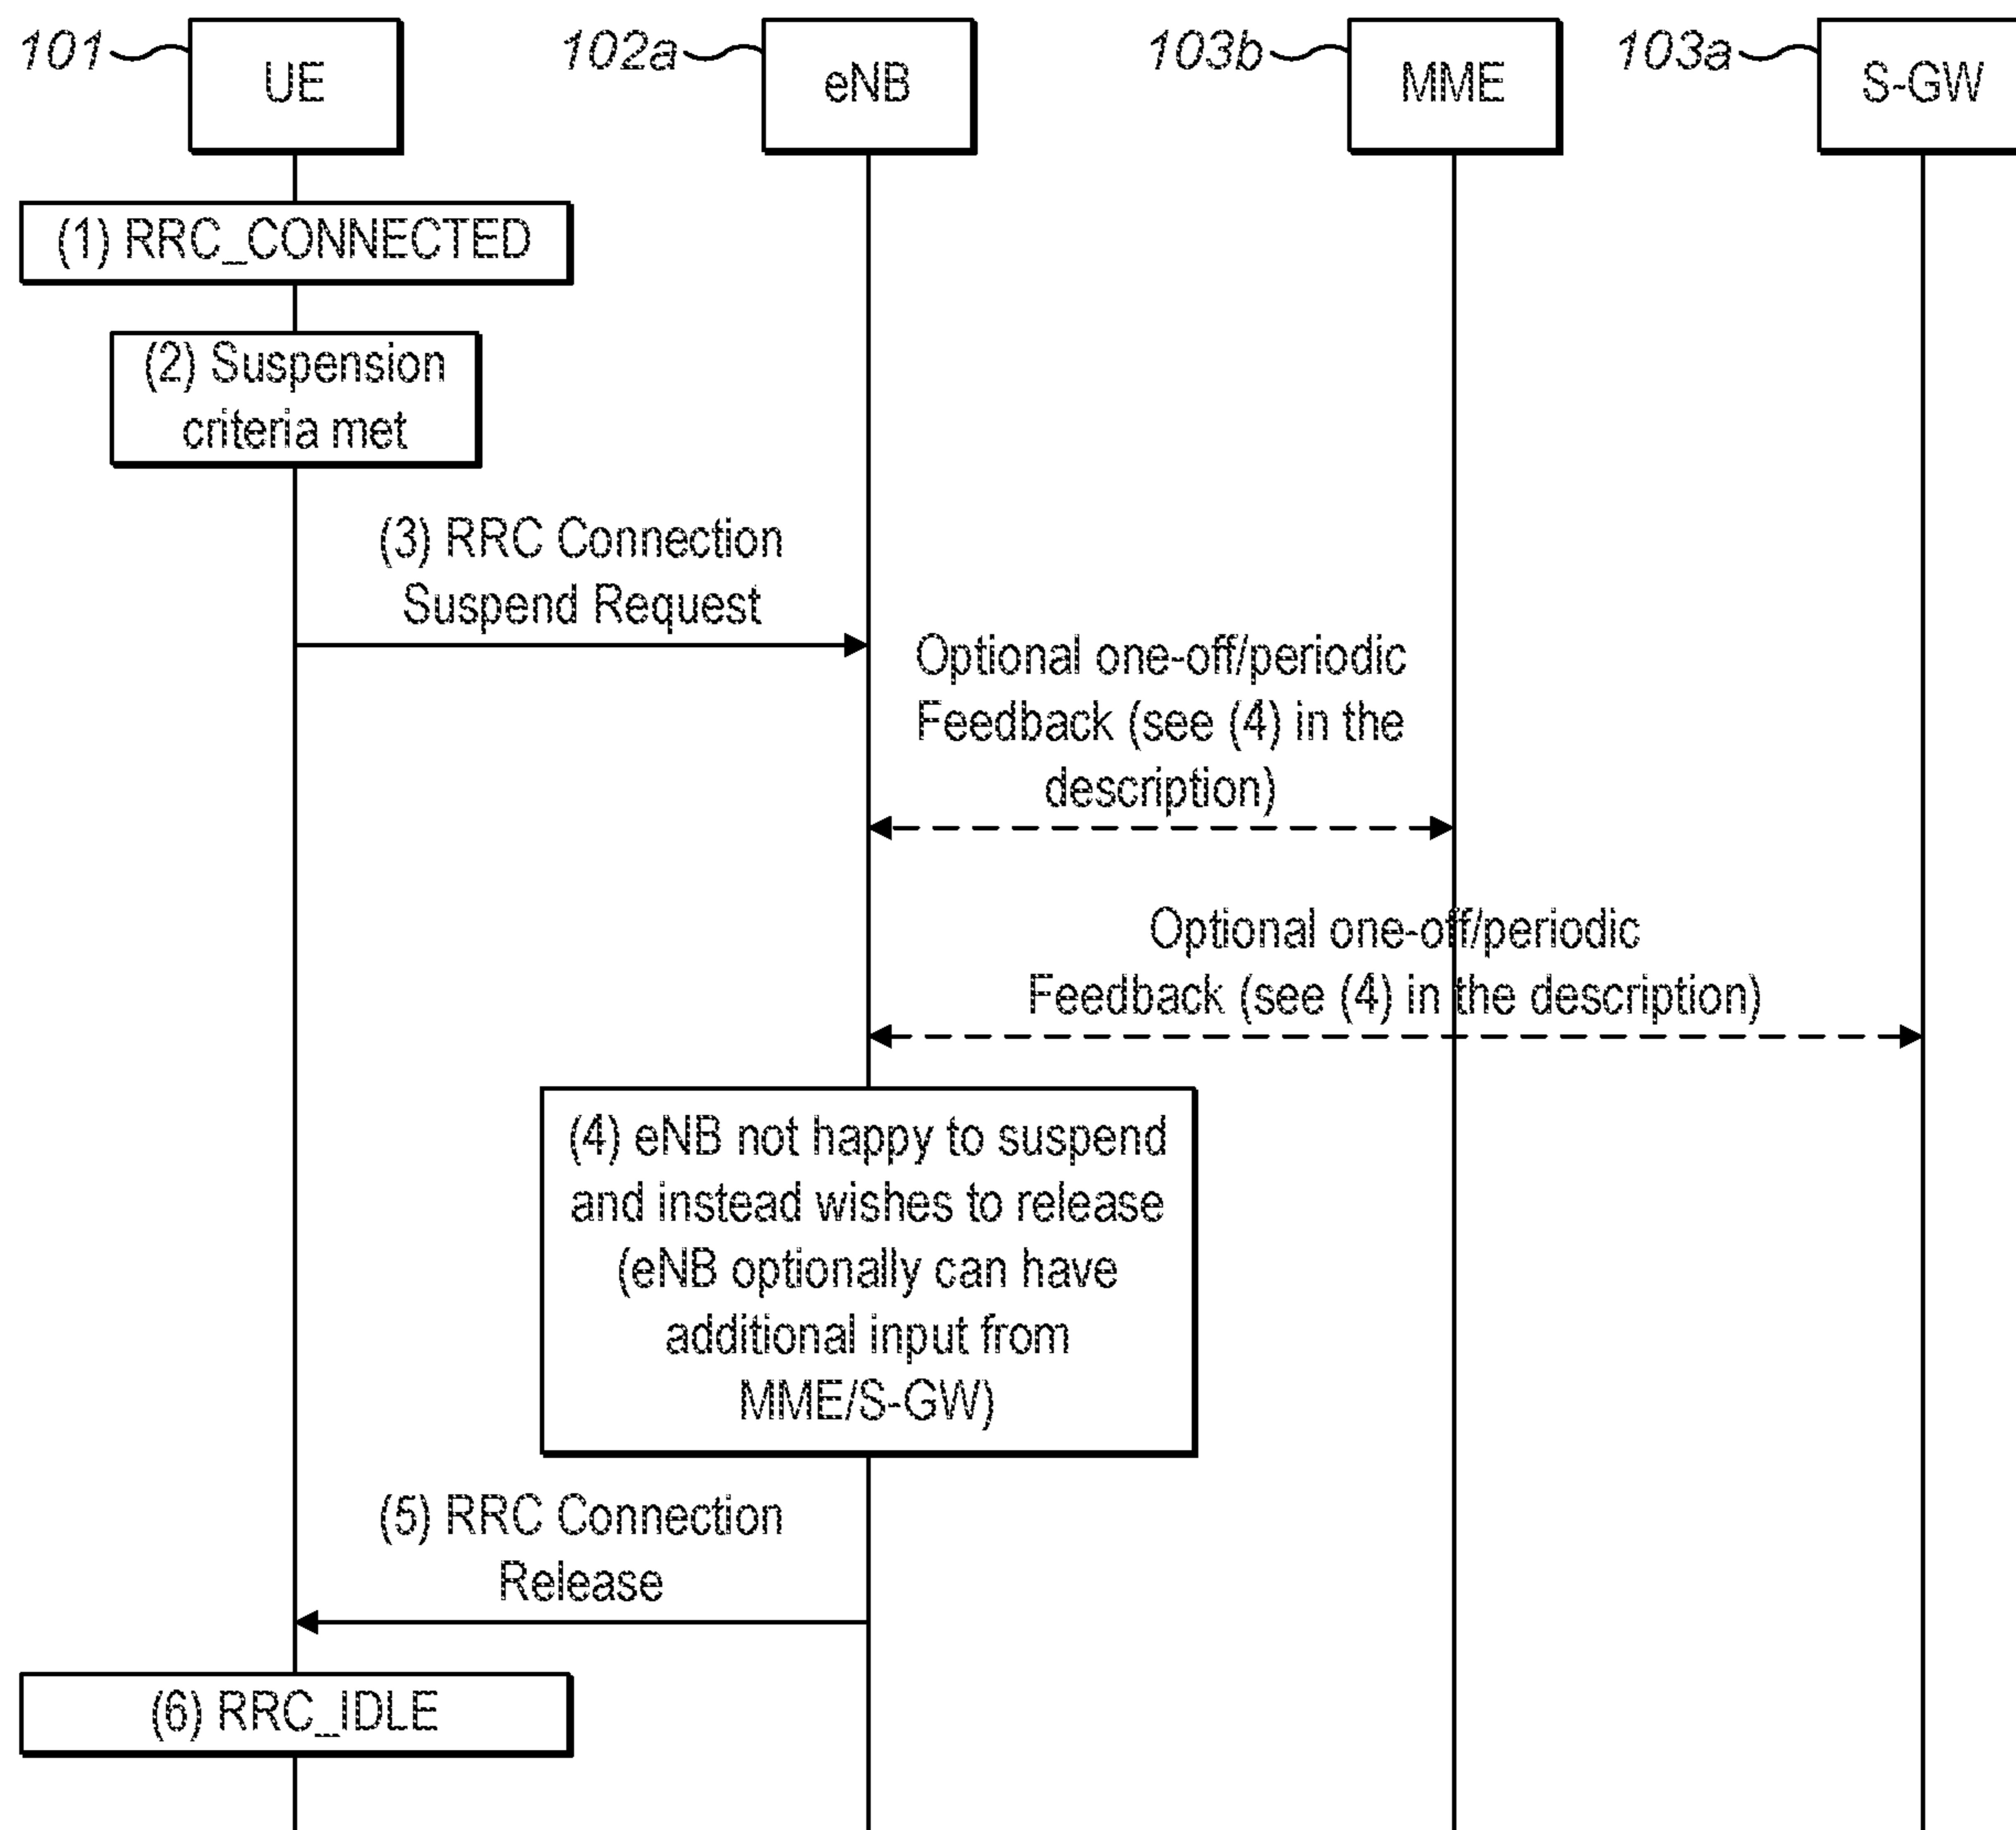 101
UE
102a
eNB
103b
MME
103a
S-GW
(1) RRC_CONNECTED
(2) Suspension
criteria met
(3) RRC Connection
Suspend Request
Optional one-off/periodic
Feedback (see (4) in the
description)
Optional one-off/periodic
Feedback (see (4) in the description)
(4) eNB not happy to suspend
and instead wishes to release
(eNB optionally can have
additional input from
MME/S-GW)
(5) RRC Connection
Release
(6) RRC_IDLE